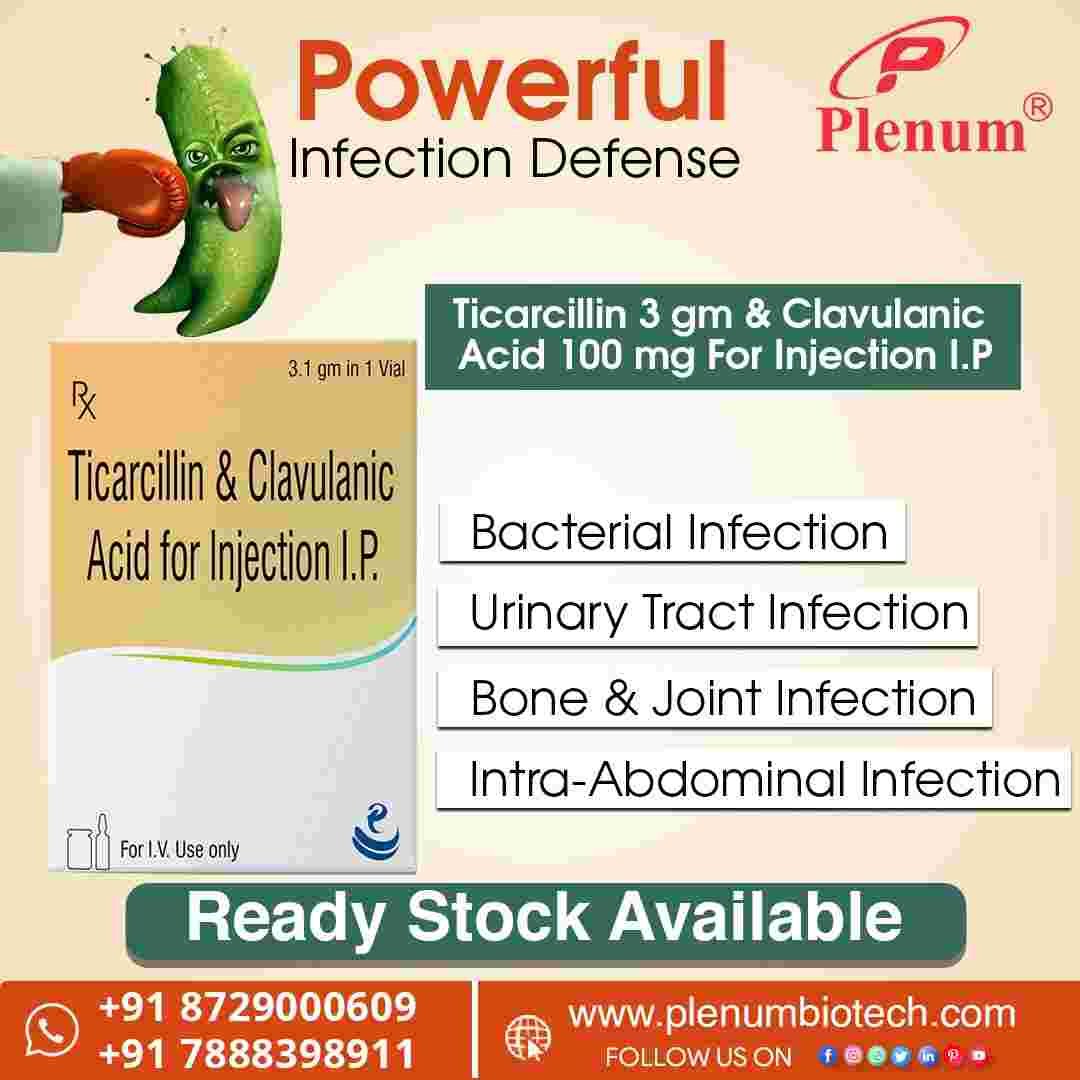 Powerful
Infection Defense
Plenum®
Ticarcillin 3 gm & Clavulanic
Acid 100 mg For Injection I.P
3.1 gm in 1 Vial
Rx
Ticarcillin & Clavulanic
Acid for Injection I.P.
For I.V. Use only
Bacterial Infection
Urinary Tract Infection
Bone & Joint Infection
Intra-Abdominal Infection
Ready Stock Available
+91 8729000609
+91 7888398911
www.plenumbiotech.com
FOLLOW US ON